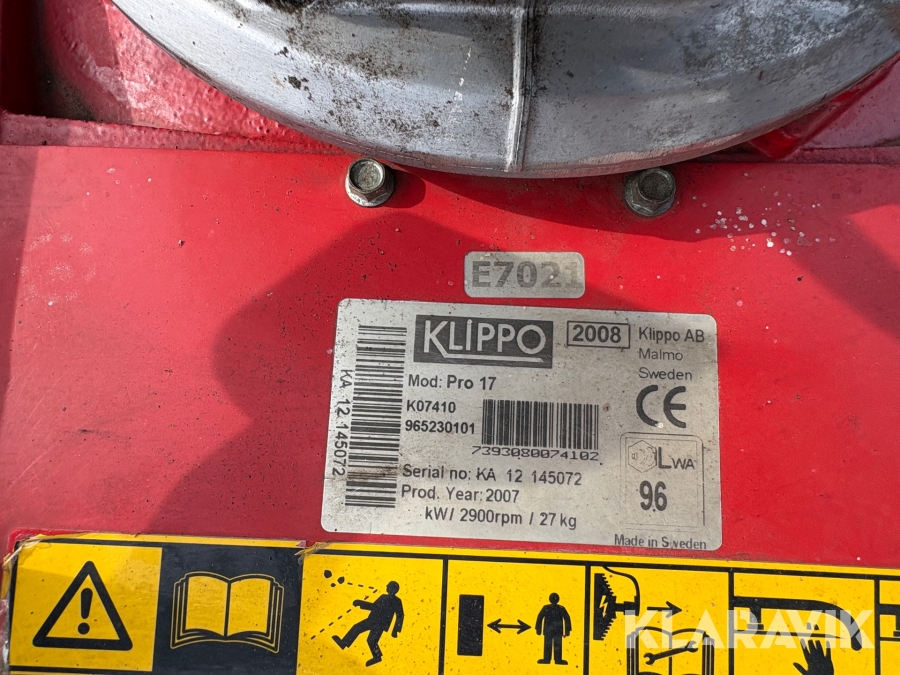 E7021
KLIPPO
2008
Klippo AB
Malmo
Sweden
Mod: Pro 17
K07410
965230101
7393080074102
KA 12 145072
Serial no: KA 12 145072
Prod. Year: 2007
kW/ 2900rpm / 27 kg
CE
LWA
96
Made in Sweden
KLARAVIK